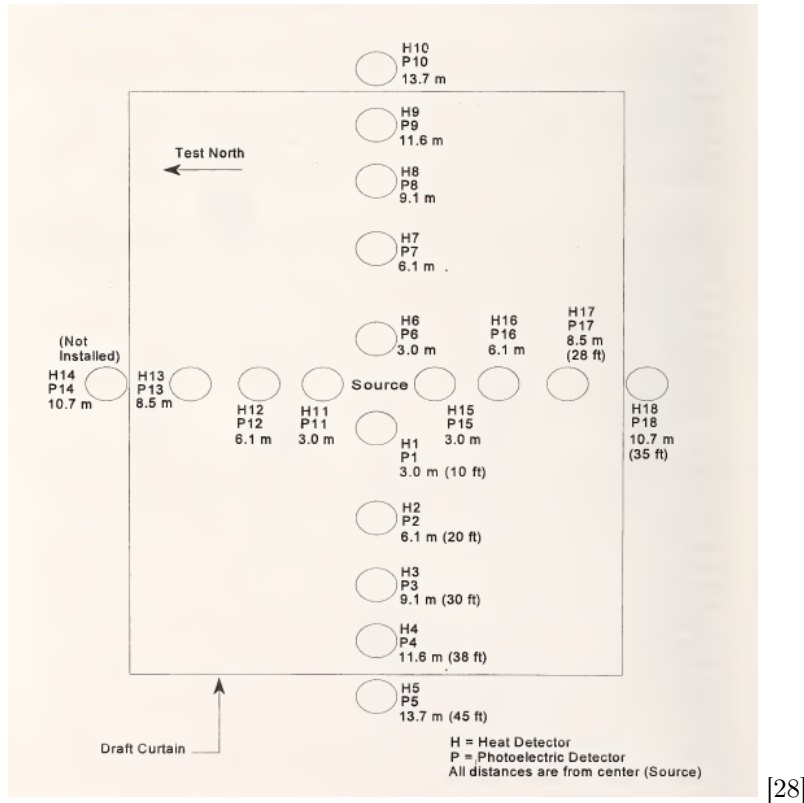 H10
P10
13.7 m
H9
P9
11.6 m
Test North
H8
P8
9.1 m
H7
P7
6.1 m
H6
P6
3.0 m
H16
P16
6.1 m
H17
P17
8.5 m
(28 ft)
(Not
Installed)
H14
P14
10.7 m
H13
P13
8.5 m
Source
H12
P12
6.1 m
H11
P11
3.0 m
H15
P15
3.0 m
H18
P18
10.7 m
(35 ft)
H1
P1
3.0 m (10 ft)
H2
P2
6.1 m (20 ft)
H3
P3
9.1 m (30 ft)
H4
P4
11.6 m (38 ft)
H5
P5
13.7 m (45 ft)
Draft Curtain
H = Heat Detector
P = Photoelectric Detector
All distances are from center (Source)
[28]